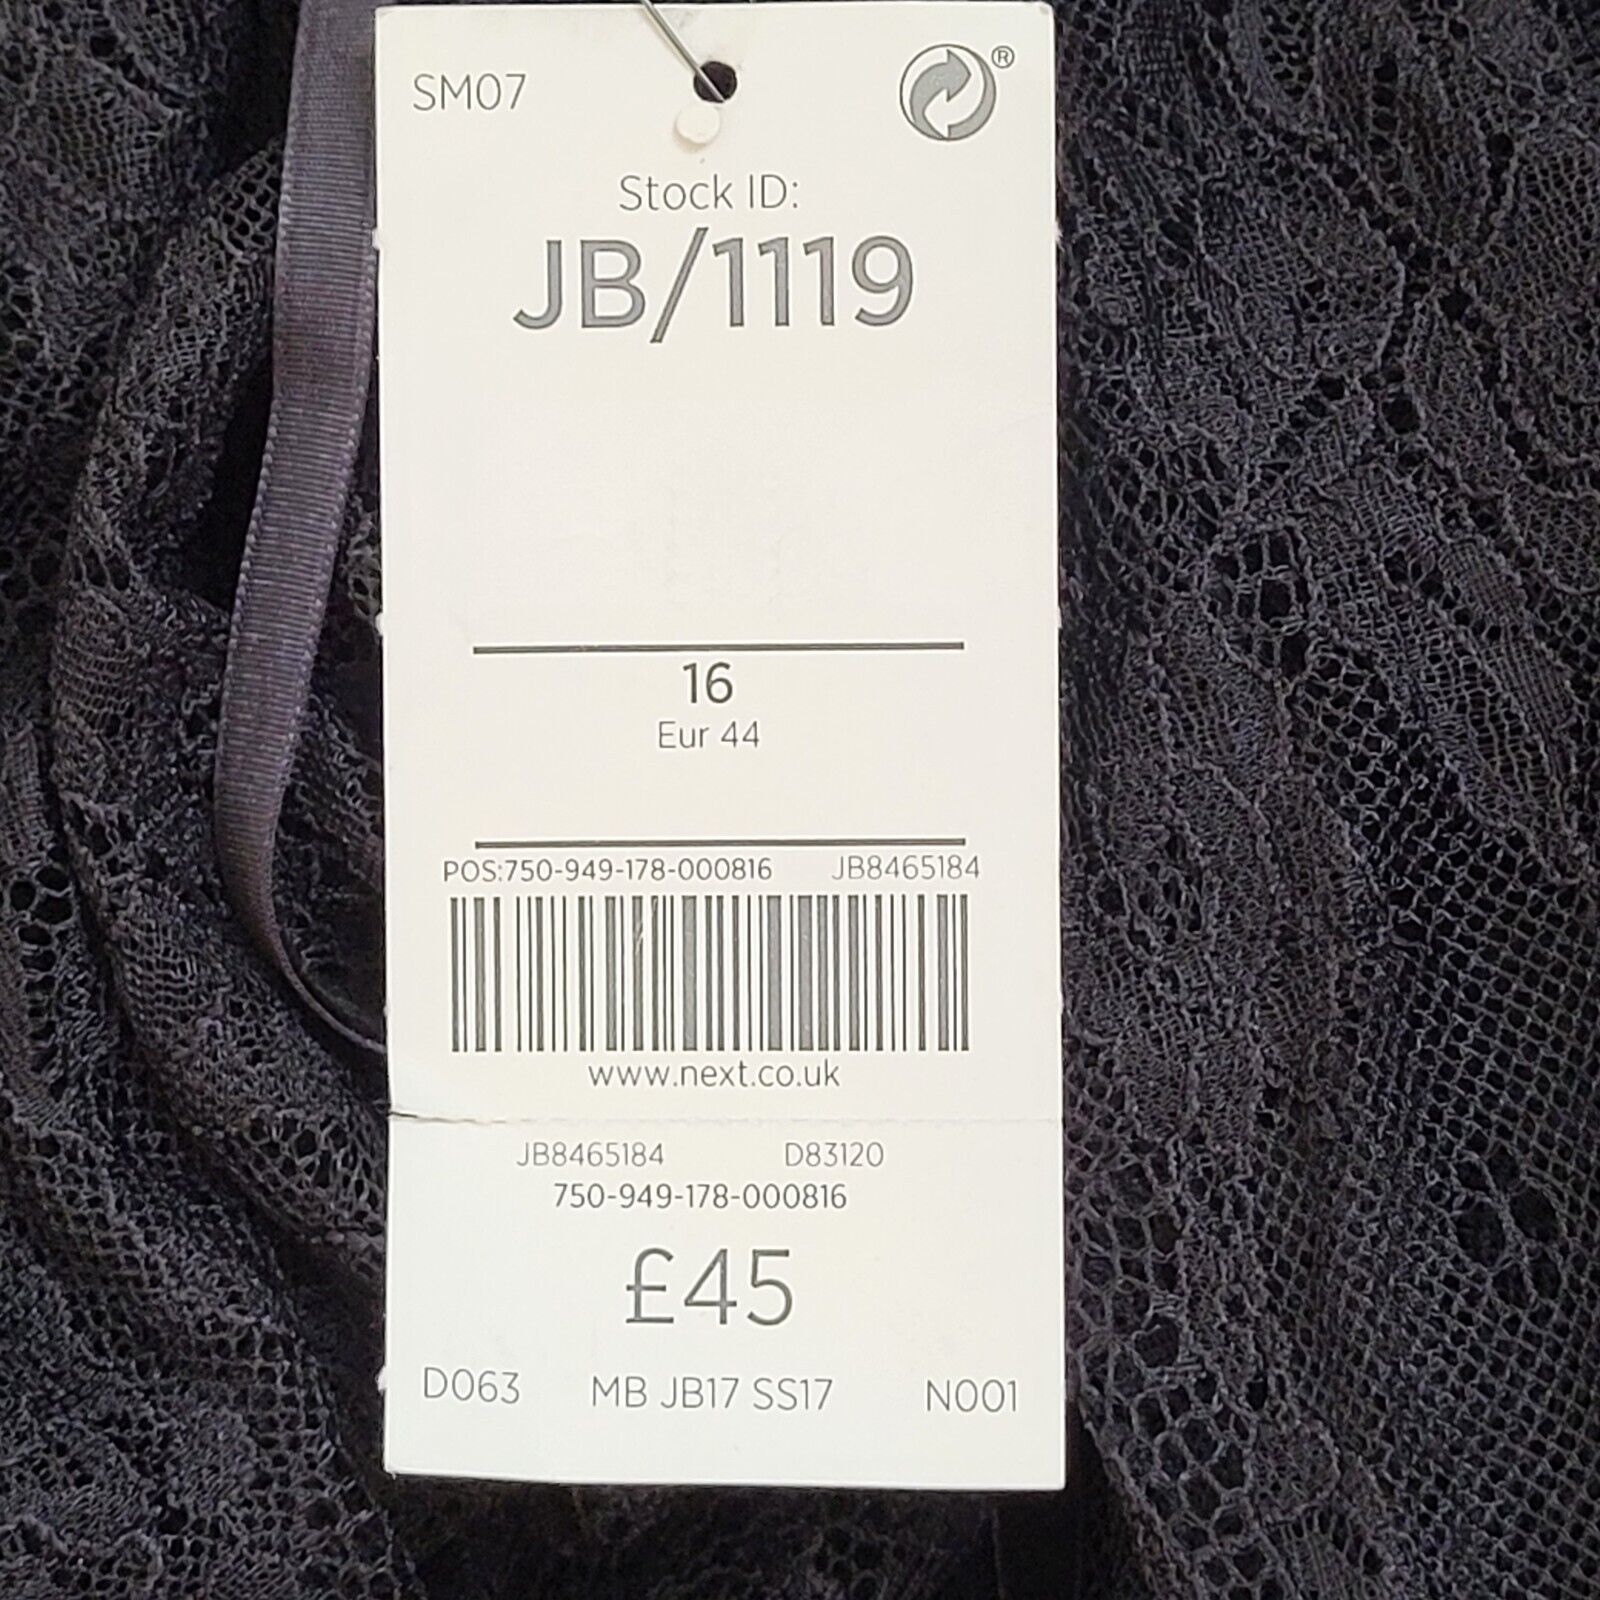 SM07
®
Stock ID:
JB/1119
16
Eur 44
POS:750-949-178-000816 JB8465184
www.next.co.uk
JB8465184 D83120
750-949-178-000816
£45
D063 MB JB17 SS17 N001